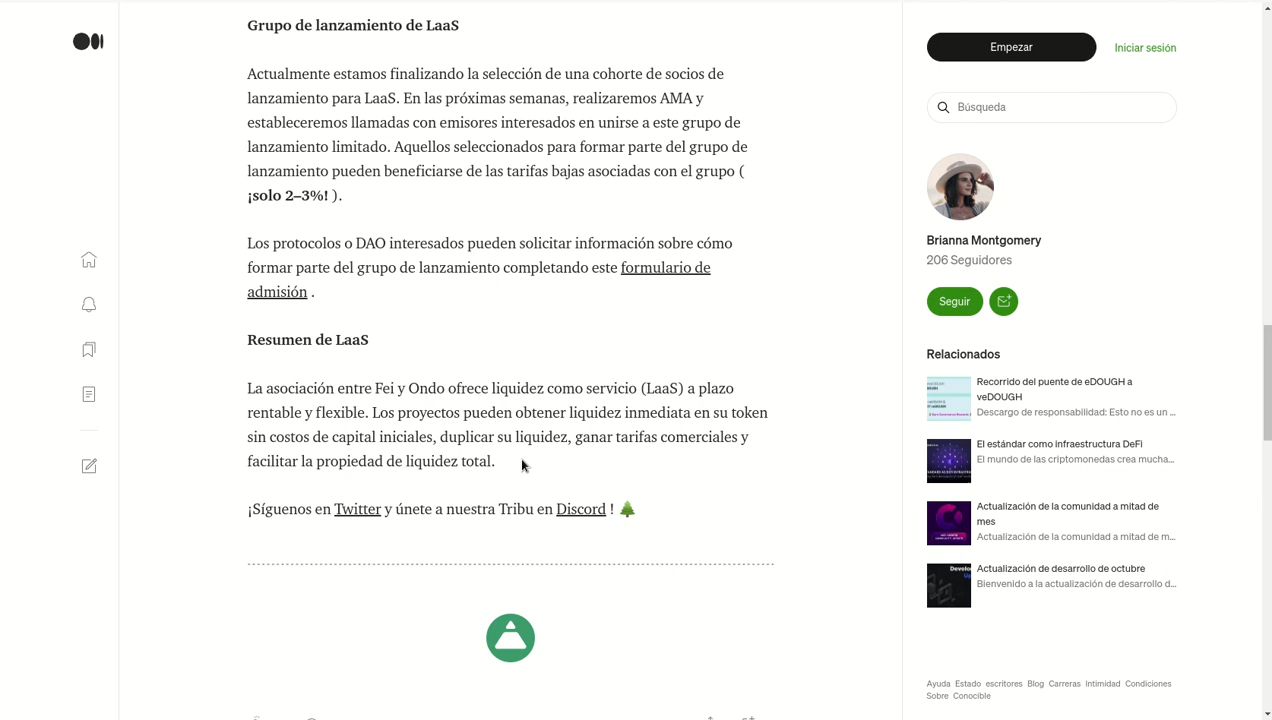 Grupo de lanzamiento de LaaS
Actualmente estamos finalizando la selección de una cohorte de socios de
lanzamiento para LaaS. En las próximas semanas, realizaremos AMA y
estableceremos llamadas con emisores interesados en unirse a este grupo de
lanzamiento limitado. Aquellos seleccionados para formar parte del grupo de
lanzamiento pueden beneficiarse de las tarifas bajas asociadas con el grupo (
¡solo 2–3%! ).
Los protocolos o DAO interesados pueden solicitar información sobre cómo
formar parte del grupo de lanzamiento completando este formulario de
admisión .
Resumen de LaaS
La asociación entre Fei y Ondo ofrece liquidez como servicio (LaaS) a plazo
rentable y flexible. Los proyectos pueden obtener liquidez inmediata en su token
sin costos de capital iniciales, duplicar su liquidez, ganar tarifas comerciales y
facilitar la propiedad de liquidez total.
¡Síguenos en Twitter y únete a nuestra Tribu en Discord ! 🌲
Empezar
Iniciar sesión
Búsqueda
Brianna Montgomery
206 Seguidores
Seguir
Relacionados
Recorrido del puente de eDOUGH a
veDOUGH
Descargo de responsabilidad: Esto no es un ...
El estándar como infraestructura DeFi
El mundo de las criptomonedas crea mucha...
Actualización de la comunidad a mitad de
mes
Actualización de la comunidad a mitad de m...
Actualización de desarrollo de octubre
Bienvenido a la actualización de desarrollo d...
Ayuda Estado escritores Blog Carreras Intimidad Condiciones
Sobre Conocible